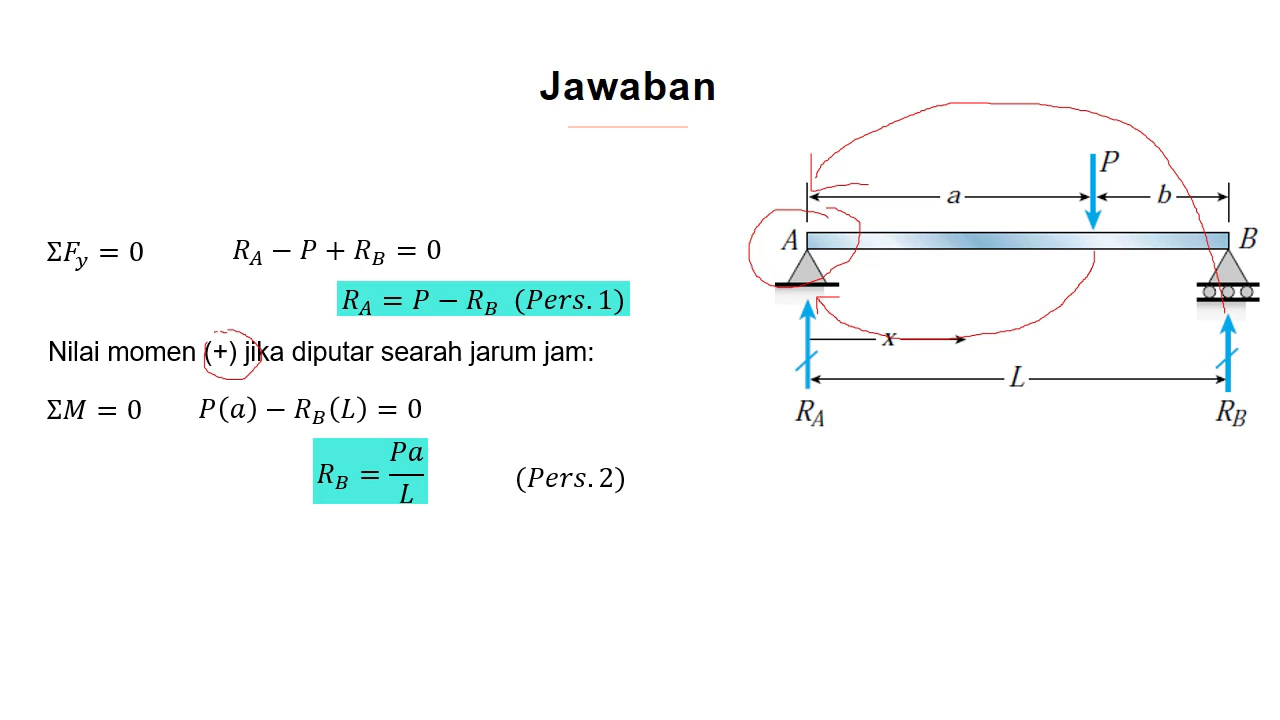 Jawaban
ΣF_y = 0
R_A − P + R_B = 0
R_A = P − R_B (Pers. 1)
Nilai momen (+) jika diputar searah jarum jam:
ΣM = 0
P(a) − R_B(L) = 0
R_B = Pa/L
(Pers. 2)
P
a
b
A
B
x
L
R_A
R_B